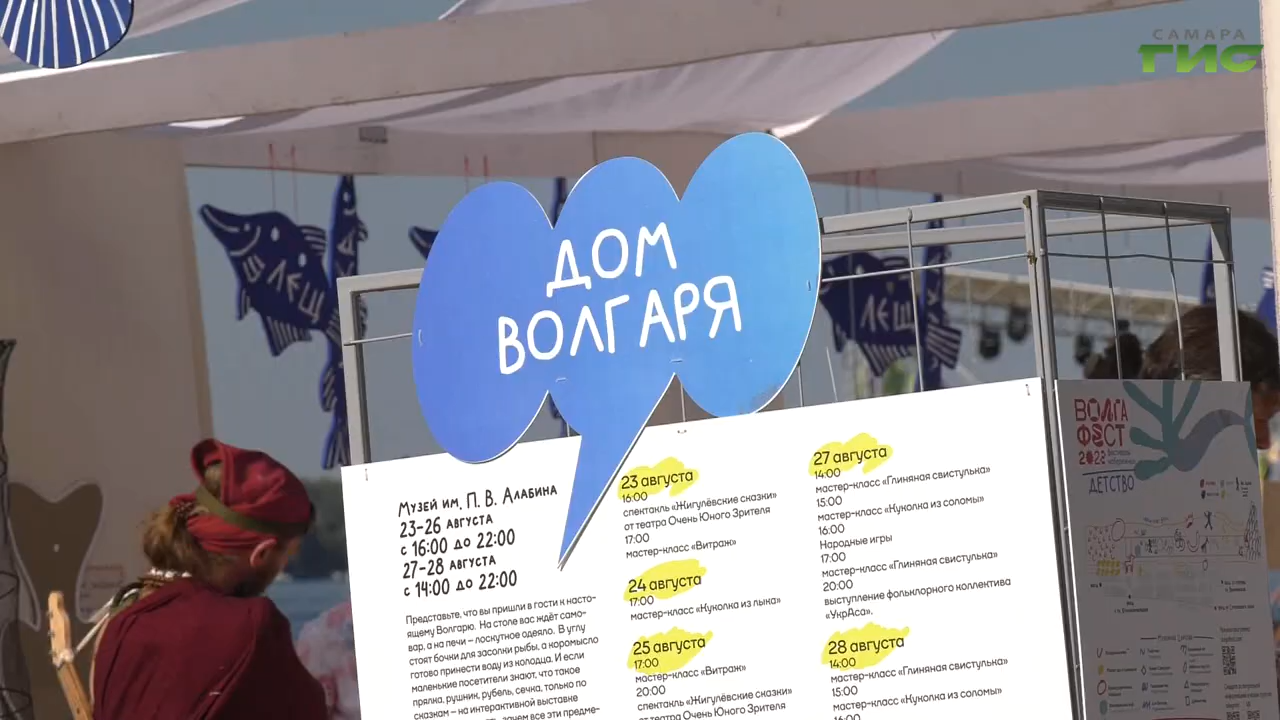 САМАРА
ГИС
ЛЕЩ
ЛЕЩ
ДОМ
ВОЛГАРЯ
Музей им. П. В. Алабина
23-26 августа
с 16:00 до 22:00
27-28 августа
с 14:00 до 22:00
Представьте, что вы пришли в гости к насто-
ящему Волгарю. На столе вас ждёт само-
вар, а на печи – лоскутное одеяло. В углу
стоят бочки для засолки рыбы, а коромысло
готово принести воду из колодца. И если
маленькие посетители знают, что такое
прялка, рушник, рубель, сечка, только по
сказкам – на интерактивной выставке
зачем все эти предме-
23 августа
16:00
спектакль «Жигулёвские сказки»
от театра Очень Юного Зрителя
17:00
мастер-класс «Витраж»
24 августа
17:00
мастер-класс «Куколка из лыка»
25 августа
17:00
мастер-класс «Витраж»
20:00
спектакль «Жигулёвские сказки»
от театра Очень Юного Зрителя
27 августа
14:00
мастер-класс «Глиняная свистулька»
15:00
мастер-класс «Куколка из соломы»
16:00
Народные игры
17:00
мастер-класс «Глиняная свистулька»
20:00
выступление фольклорного коллектива
«УкрАса».
28 августа
14:00
мастер-класс «Глиняная свистулька»
15:00
мастер-класс «Куколка из соломы»
16:00
ВОЛГА
ФЕСТ
2022
ДЕТСТВО